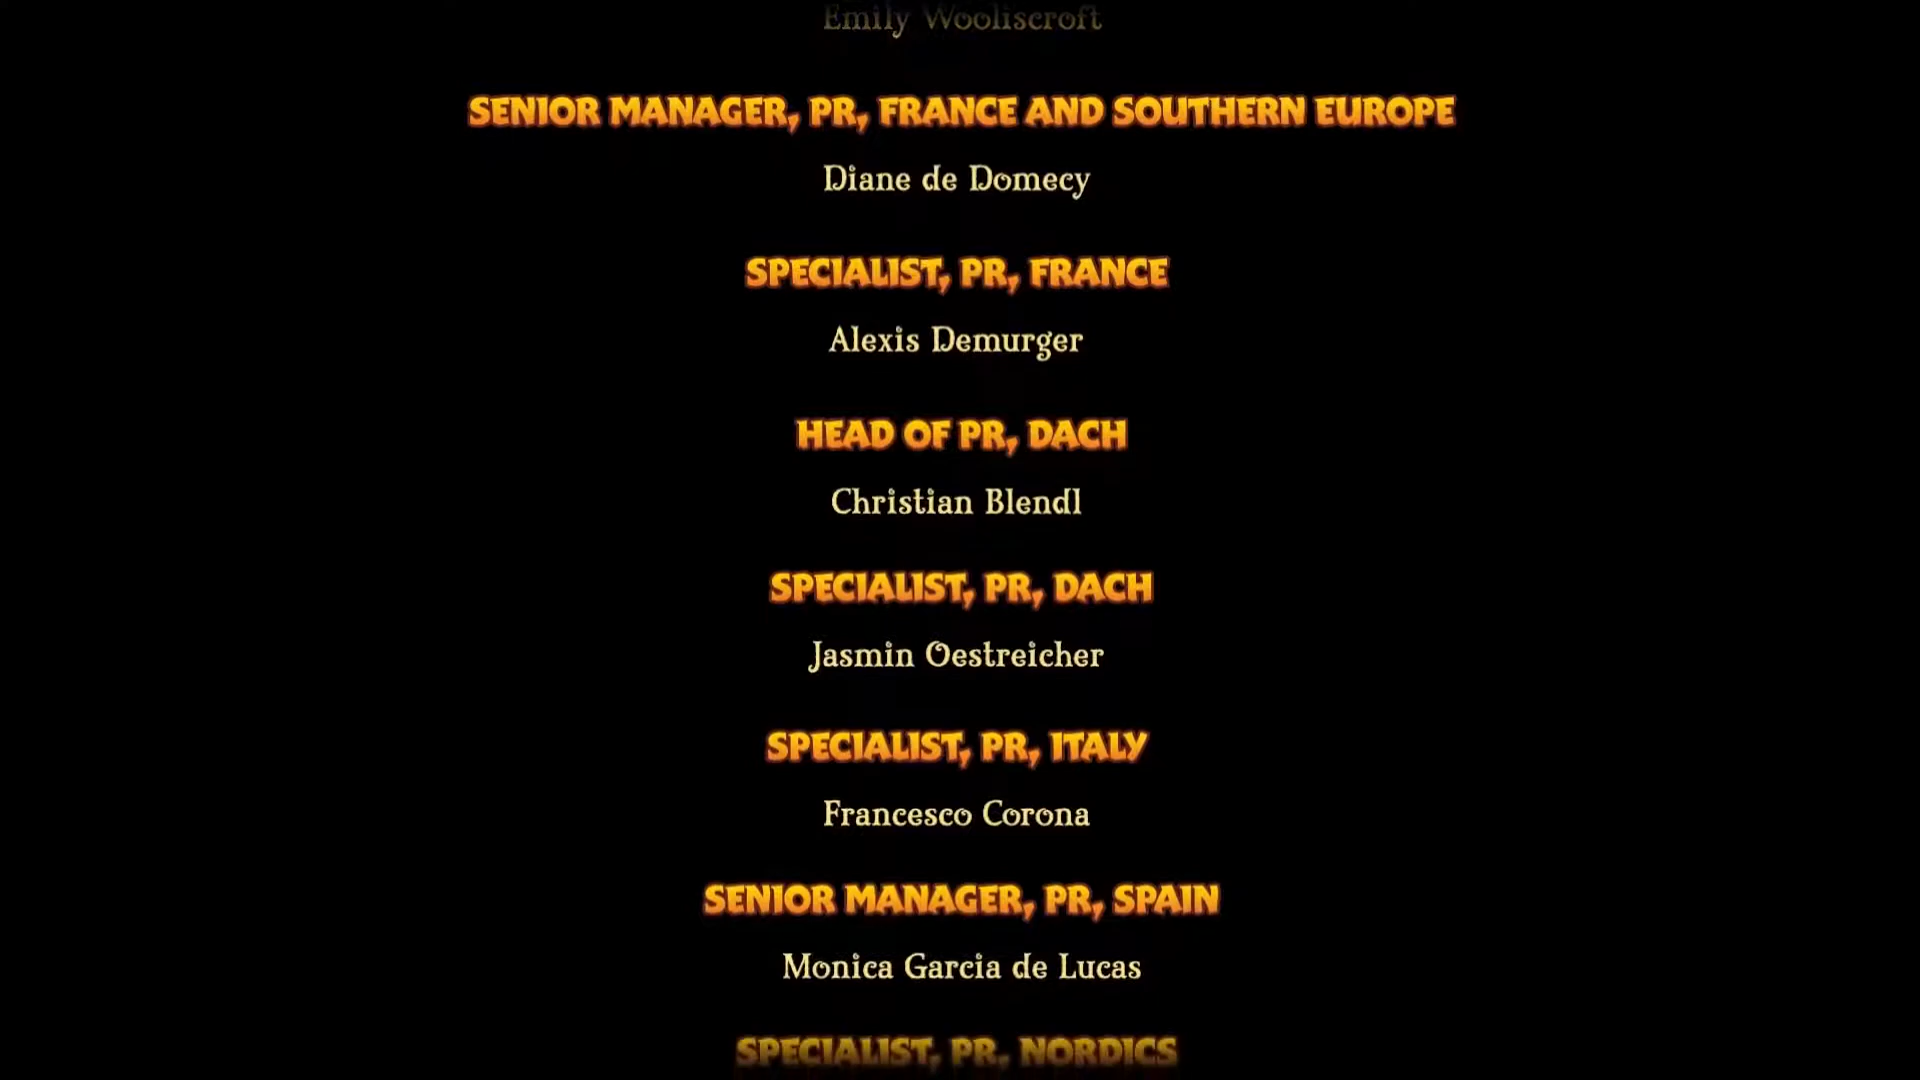 Emily Wooliscroft
SENIOR MANAGER, PR, FRANCE AND SOUTHERN EUROPE
Diane de Domecy
SPECIALIST, PR, FRANCE
Alexis Demurger
HEAD OF PR, DACH
Christian Blendl
SPECIALIST, PR, DACH
Jasmin Oestreicher
SPECIALIST, PR, ITALY
Francesco Corona
SENIOR MANAGER, PR, SPAIN
Monica Garcia de Lucas
SPECIALIST, PR, NORDICS